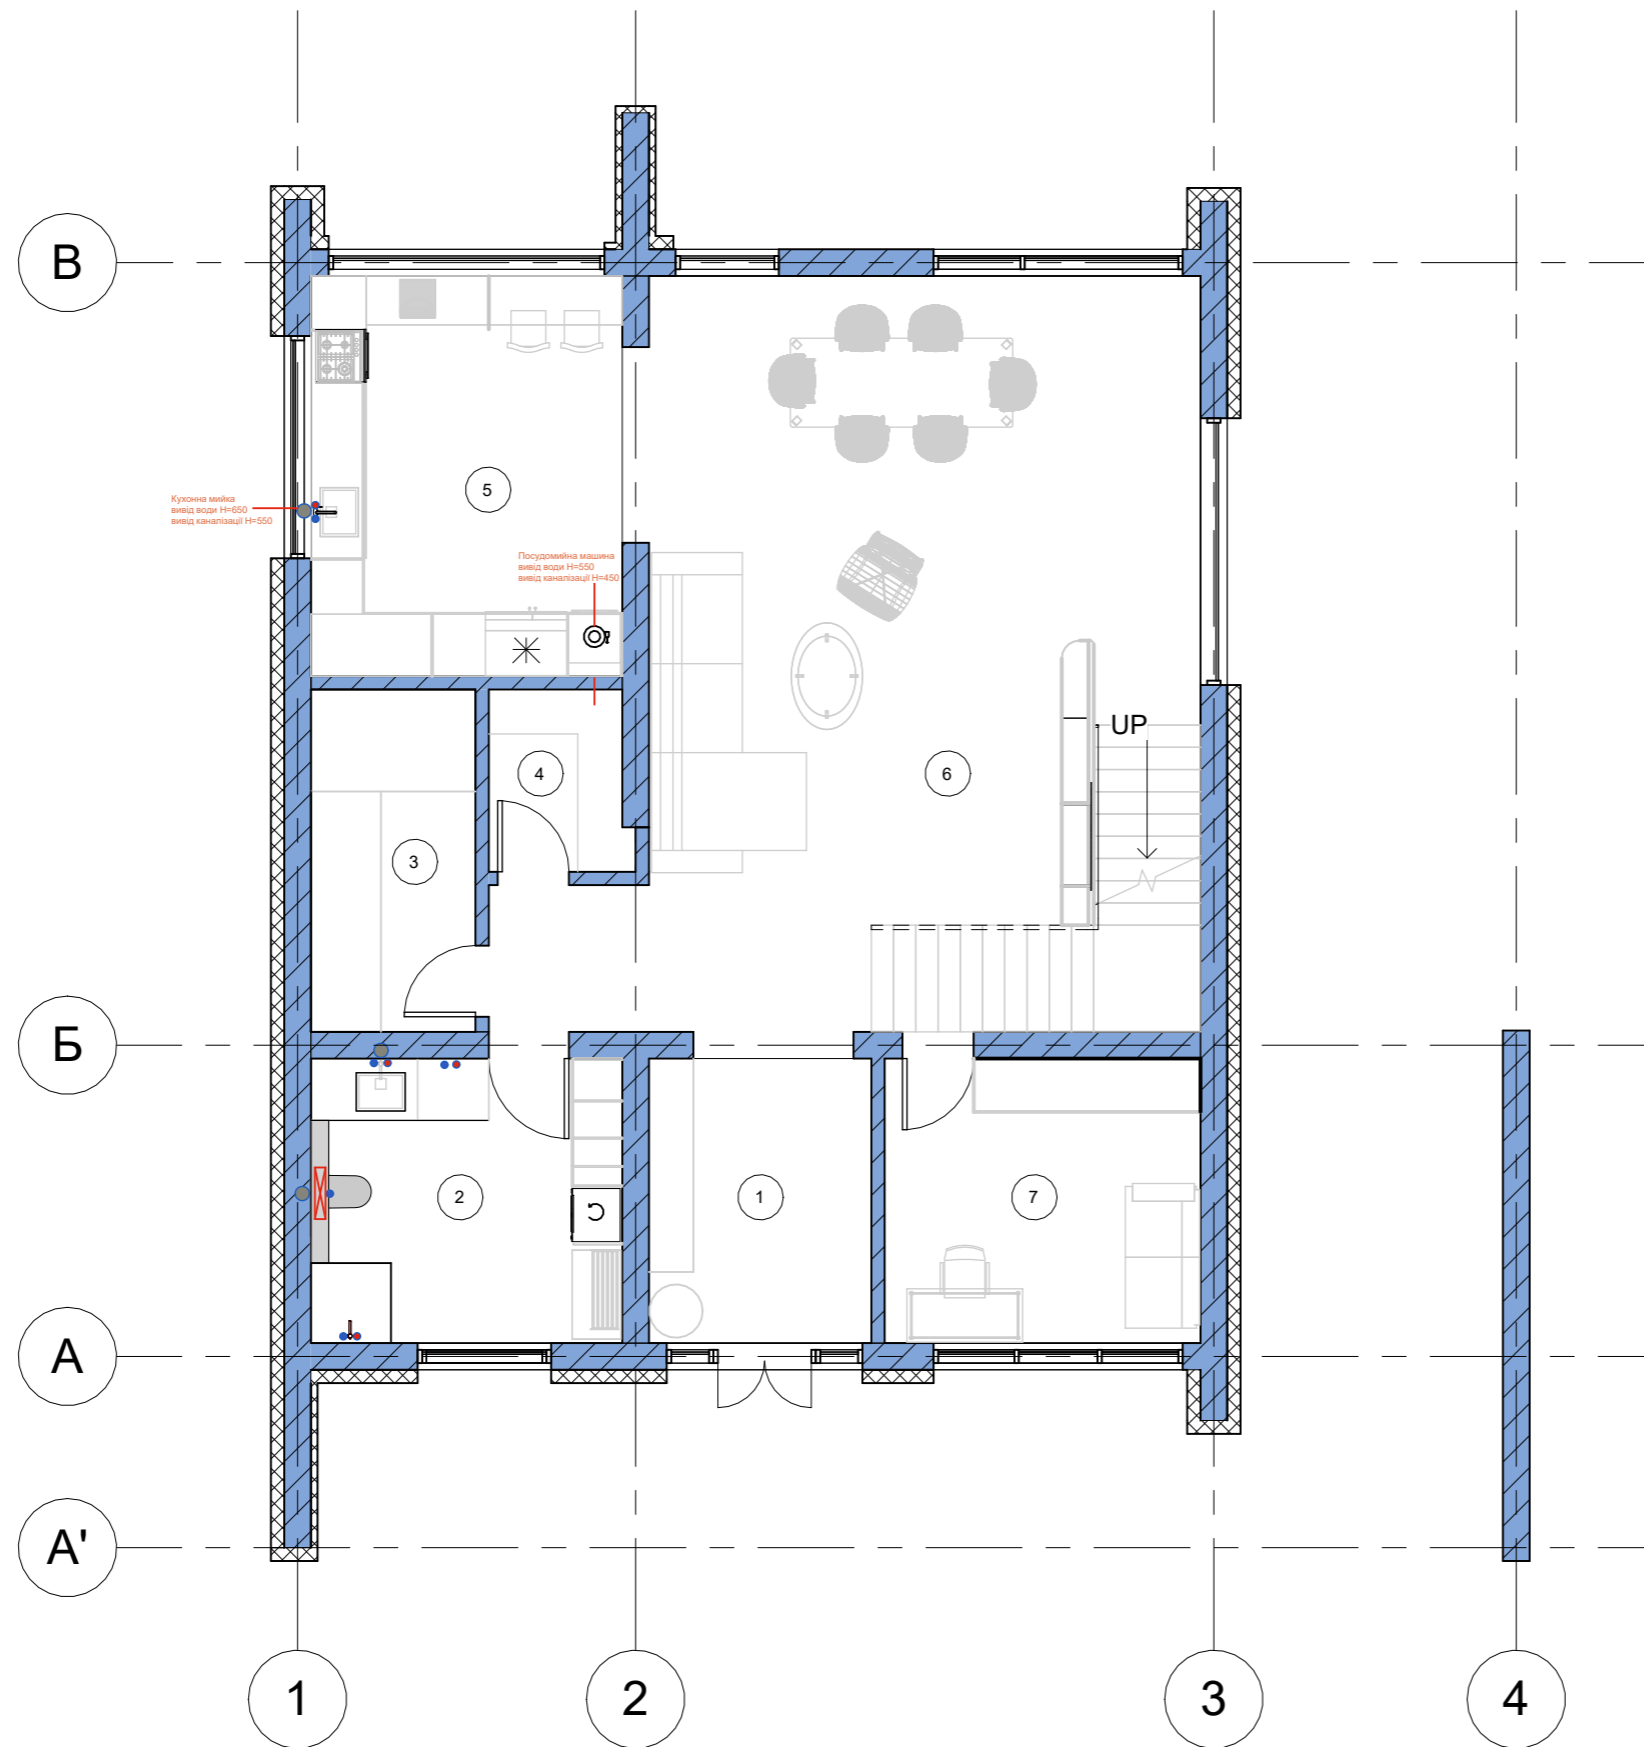 В
5
Кухонна мийка
вивід води H=650
вивід каналізації H=550
Посудомийна машина
вивід води H=550
вивід каналізації H=450
UP
4
6
3
Б
2
1
7
А
А'
1
2
3
4